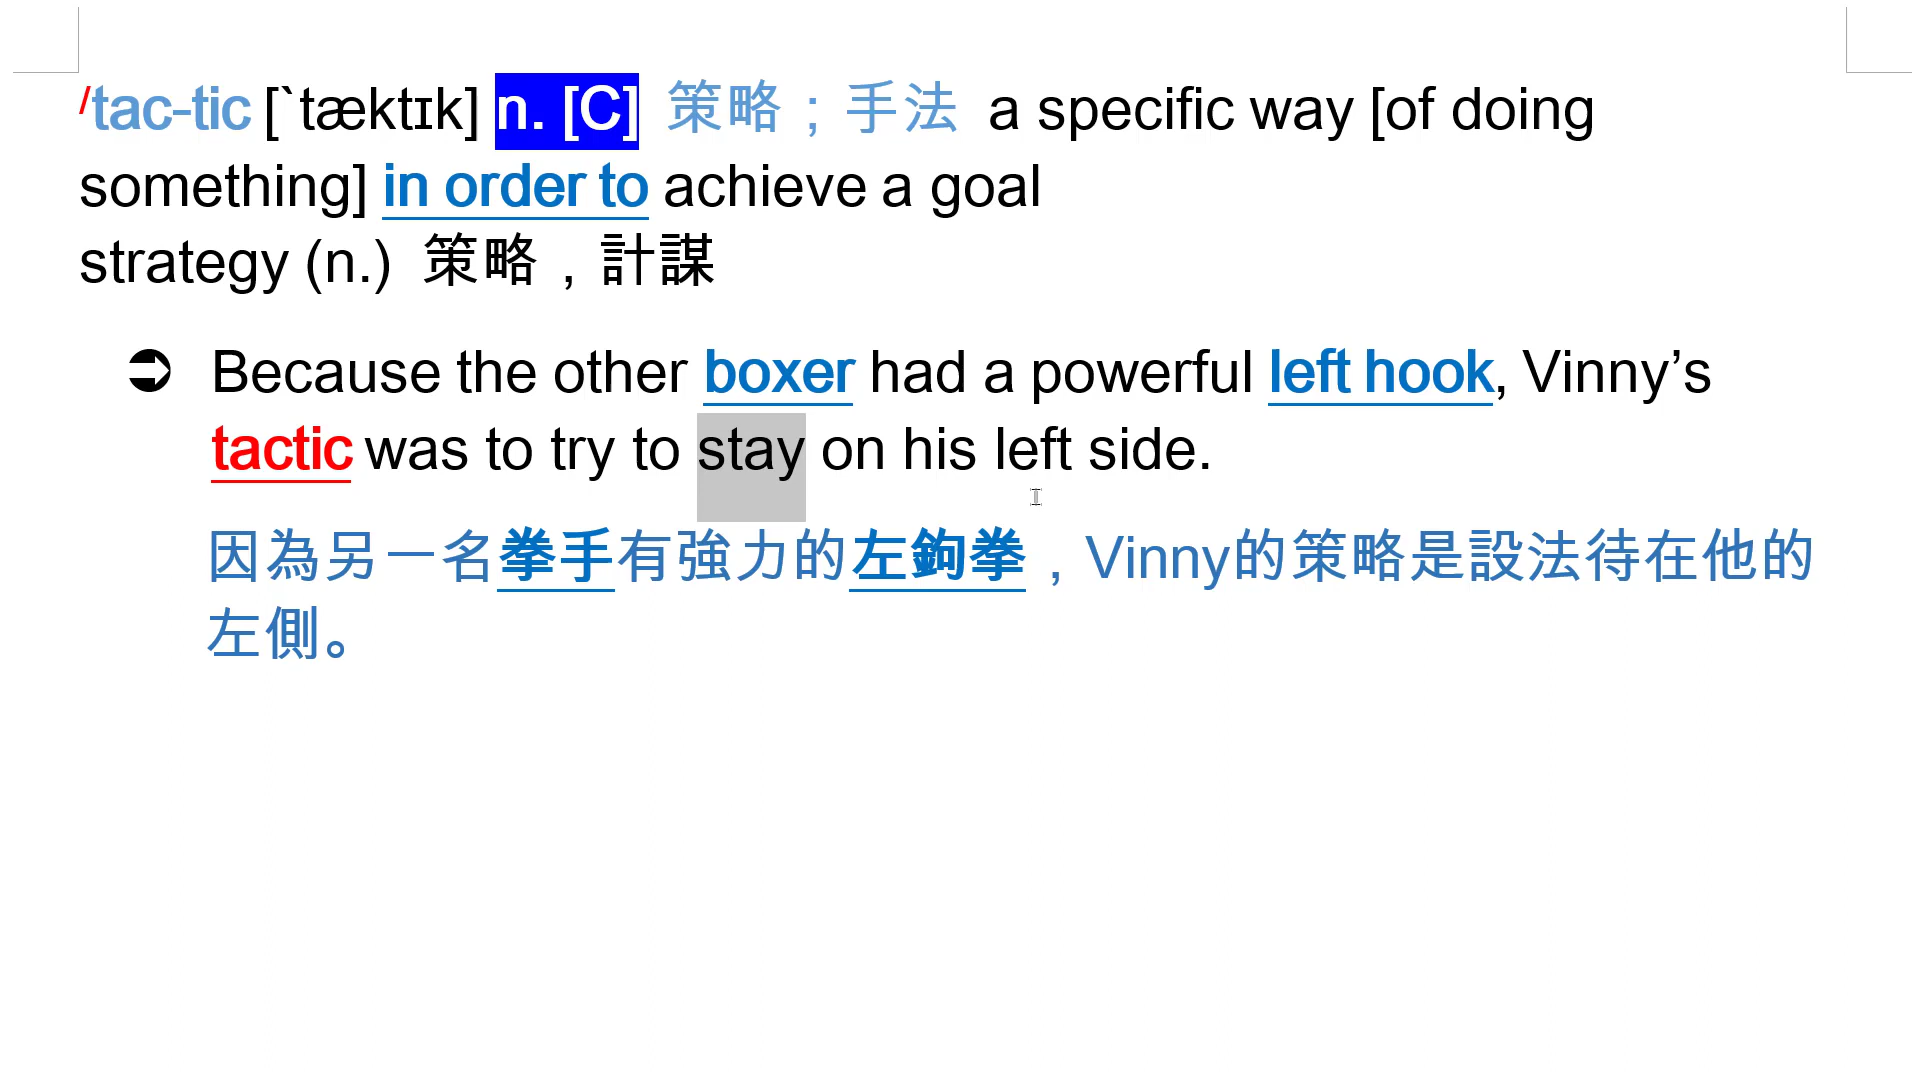 /tac-tic [ˋtæktɪk] n. [C] 策略；手法 a specific way [of doing
something] in order to achieve a goal
strategy (n.) 策略，計謀
➲ Because the other boxer had a powerful left hook, Vinny’s
tactic was to try to stay on his left side.
因為另一名拳手有強力的左鉤拳，Vinny的策略是設法待在他的
左側。